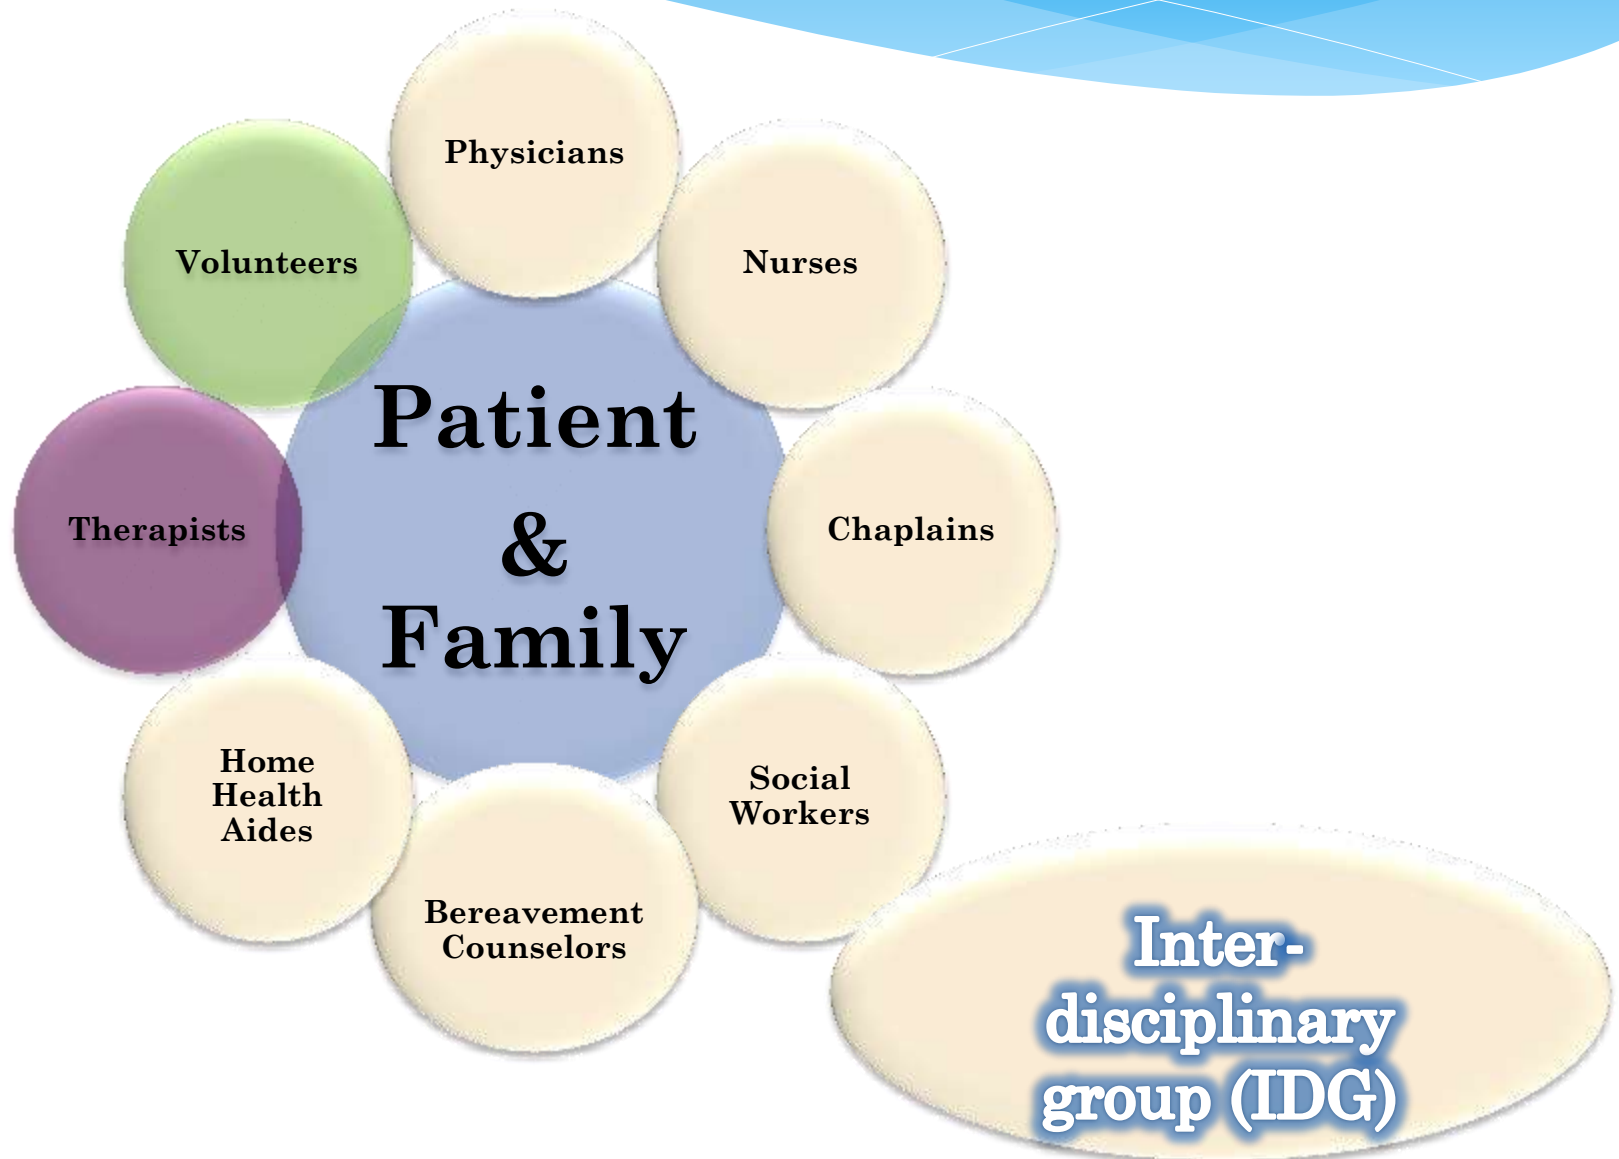 Physicians
Volunteers
Nurses
Patient
&
Family
Therapists
Chaplains
Home
Health
Aides
Social
Workers
Bereavement
Counselors
Inter-
disciplinary
group (IDG)